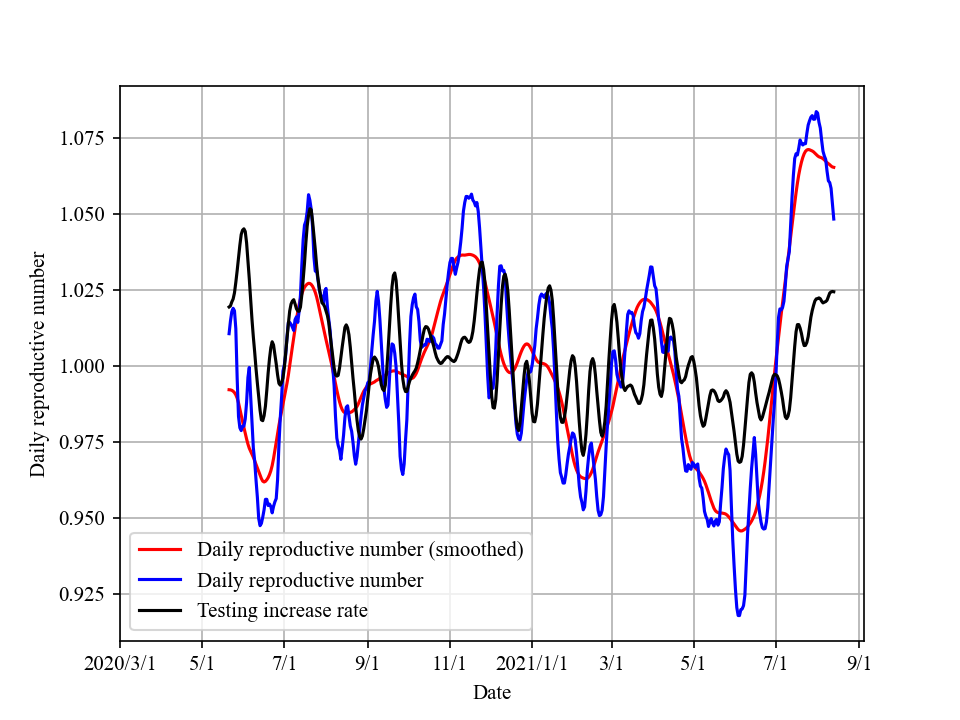 1.075
1.050
1.025
1.000
0.975
0.950
0.925
Daily reproductive number
Daily reproductive number (smoothed)
Daily reproductive number
Testing increase rate
2020/3/1 5/1 7/1 9/1 11/1 2021/1/1 3/1 5/1 7/1 9/1
Date